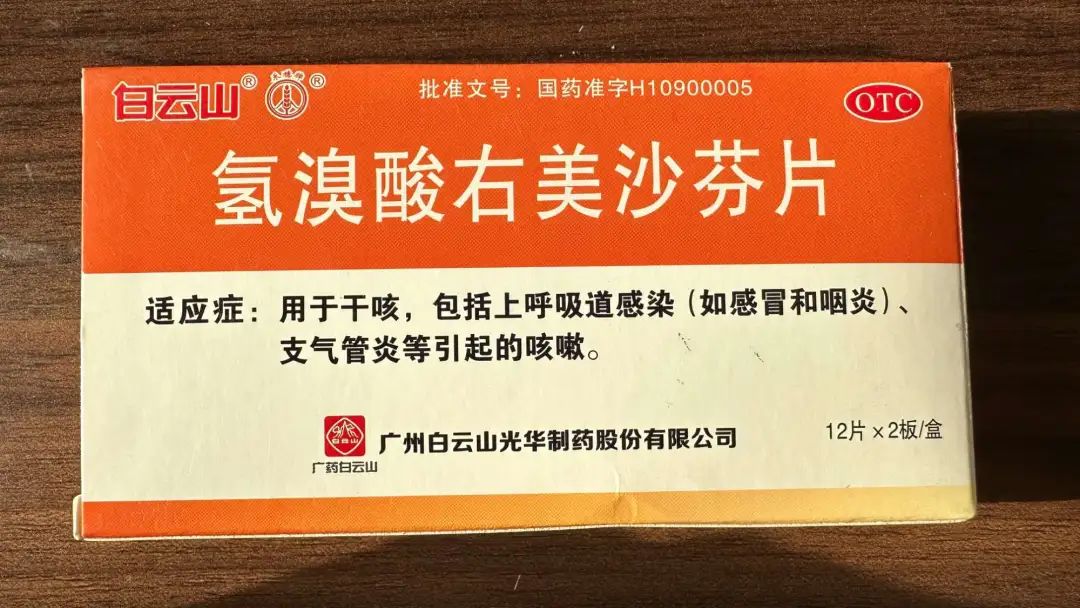 白云山® ®
批准文号：国药准字H10900005
OTC
氢溴酸右美沙芬片
适应症：用于干咳，包括上呼吸道感染（如感冒和咽炎）、
支气管炎等引起的咳嗽。
白云山
广药白云山
广州白云山光华制药股份有限公司
12片×2板/盒